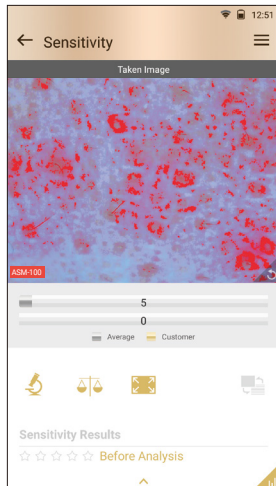 12:51
Sensitivity
Taken Image
ASM-100
5
0
Average Customer
Sensitivity Results
Before Analysis